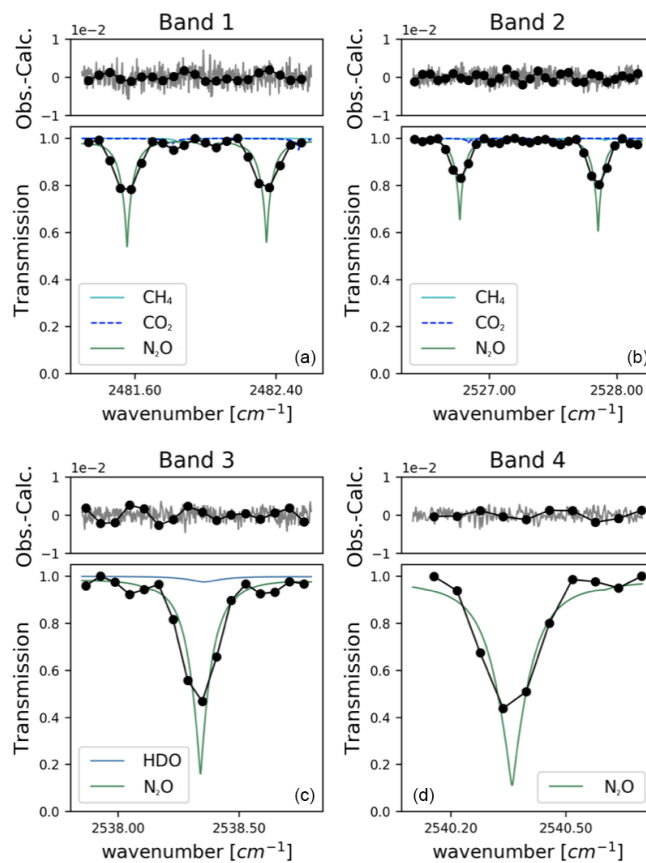 Band 1
Band 2
1e−2
1
0
−1
Obs.-Calc.
1e−2
1
0
−1
Obs.-Calc.
1.0
0.8
0.6
0.4
0.2
0.0
Transmission
CH₄
CO₂
N₂O
(a)
2481.60
2482.40
wavenumber [cm⁻¹]
1.0
0.8
0.6
0.4
0.2
0.0
Transmission
CH₄
CO₂
N₂O
(b)
2527.00
2528.00
wavenumber [cm⁻¹]
Band 3
Band 4
1e−2
1
0
−1
Obs.-Calc.
1e−2
1
0
−1
Obs.-Calc.
1.0
0.8
0.6
0.4
0.2
0.0
Transmission
HDO
N₂O
(c)
2538.00
2538.50
wavenumber [cm⁻¹]
1.0
0.8
0.6
0.4
0.2
0.0
Transmission
(d)
N₂O
2540.20
2540.50
wavenumber [cm⁻¹]